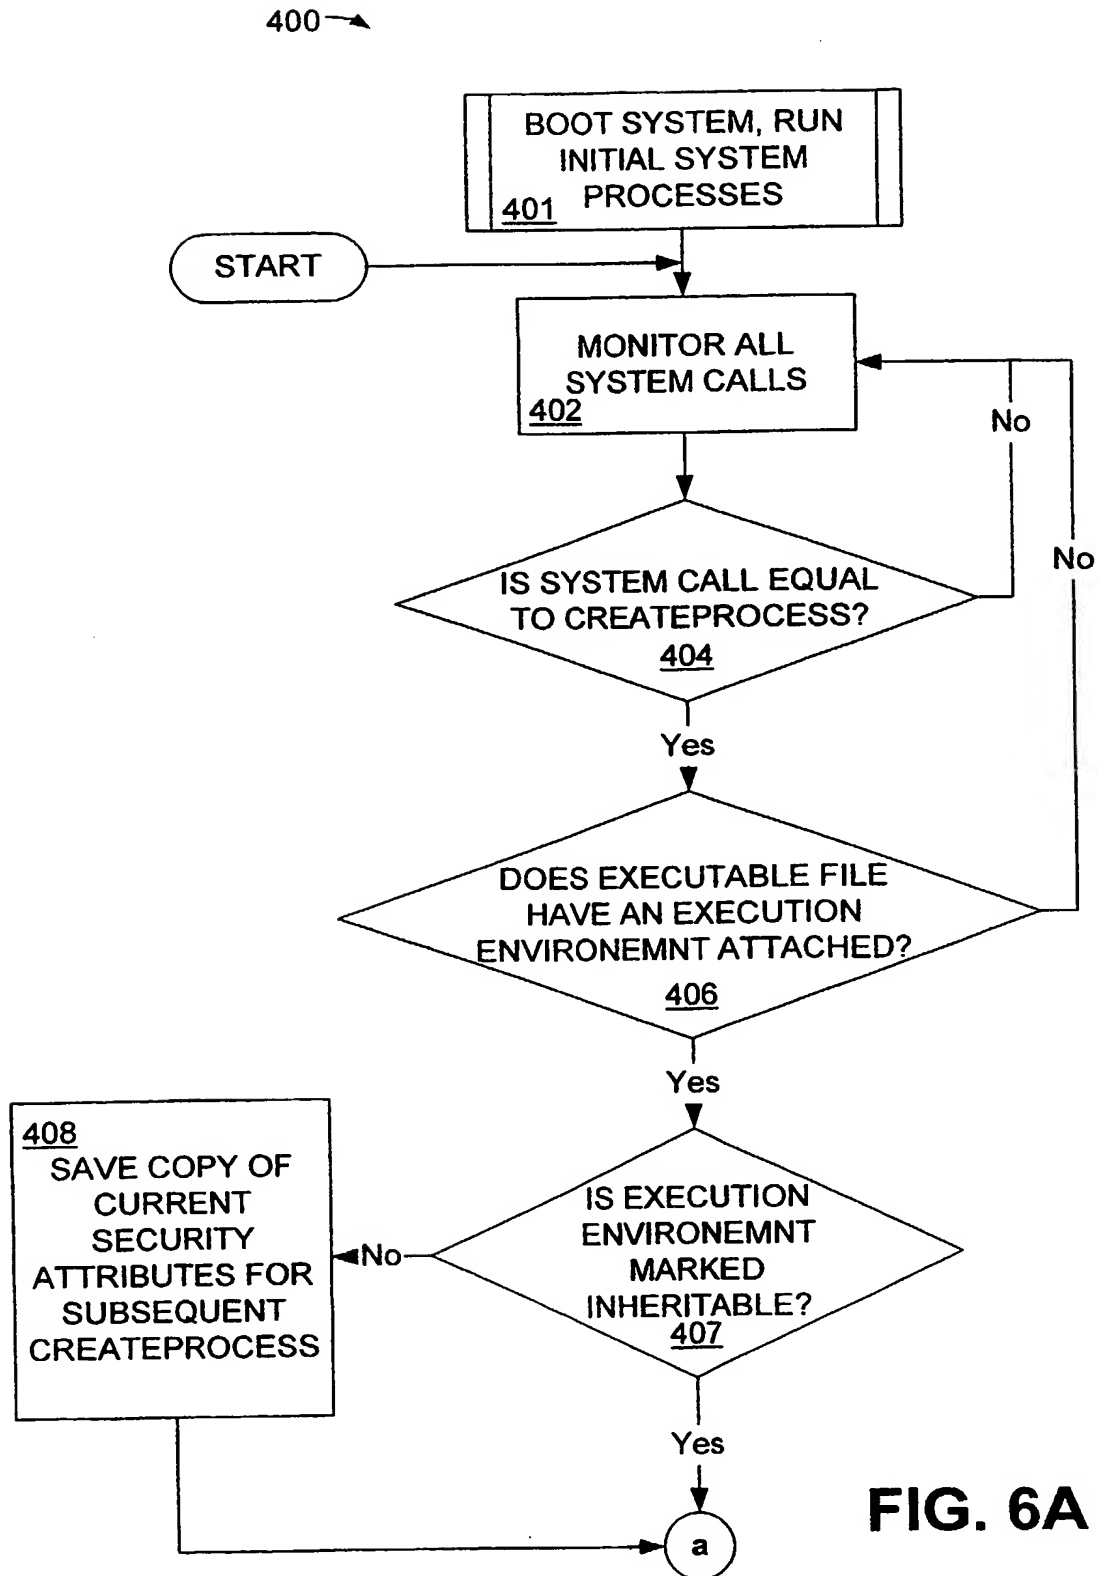 400
BOOT SYSTEM, RUN
INITIAL SYSTEM
PROCESSES
401
START
MONITOR ALL
SYSTEM CALLS
402
No
No
IS SYSTEM CALL EQUAL
TO CREATEPROCESS?
404
Yes
DOES EXECUTABLE FILE
HAVE AN EXECUTION
ENVIRONEMNT ATTACHED?
406
Yes
408
SAVE COPY OF
CURRENT
SECURITY
ATTRIBUTES FOR
SUBSEQUENT
CREATEPROCESS
No
IS EXECUTION
ENVIRONEMNT
MARKED
INHERITABLE?
407
Yes
a
FIG. 6A